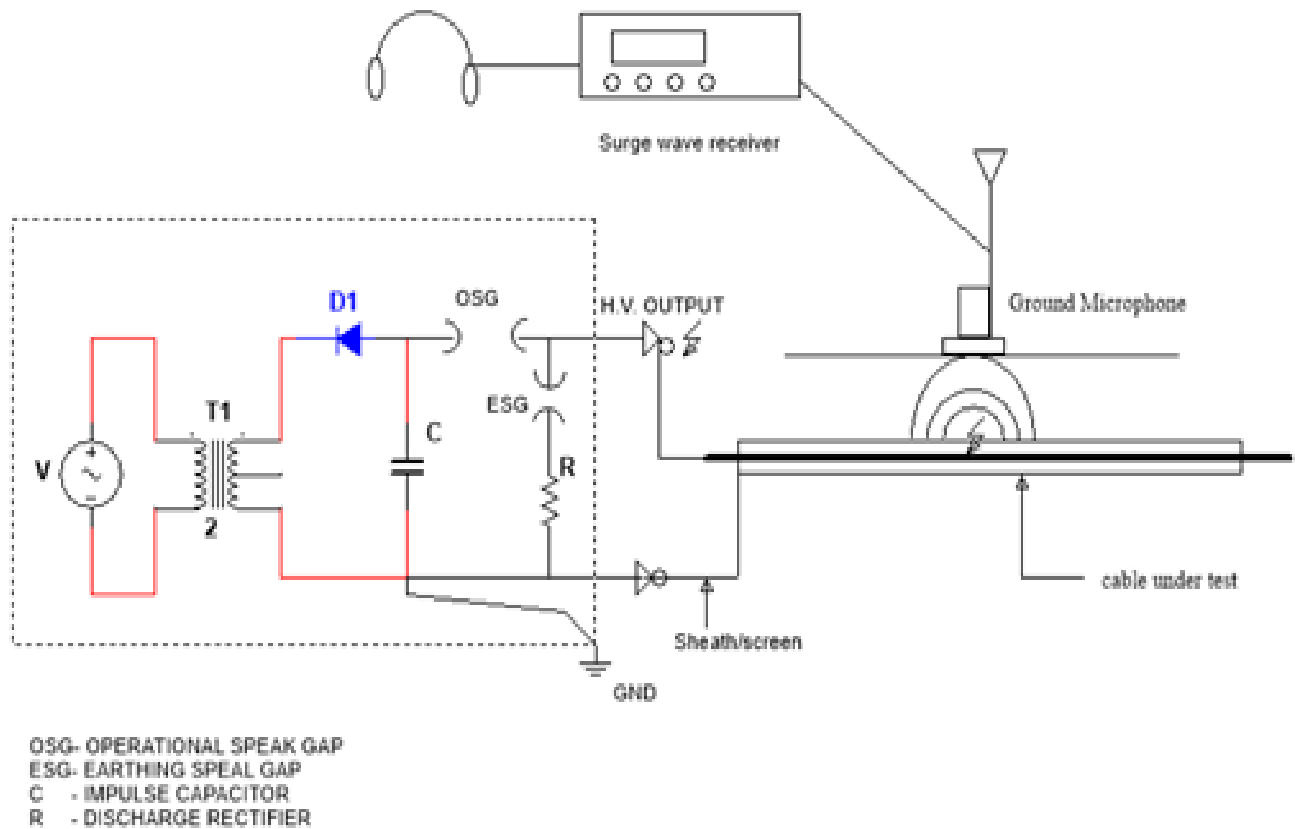 Surge wave receiver
Ground Microphone
D1
OSG
H.V. OUTPUT
T1
ESG
C
R
V
2
cable under test
Sheath/screen
GND
OSG- OPERATIONAL SPEAK GAP
ESG- EARTHING SPEAL GAP
C - IMPULSE CAPACITOR
R - DISCHARGE RECTIFIER